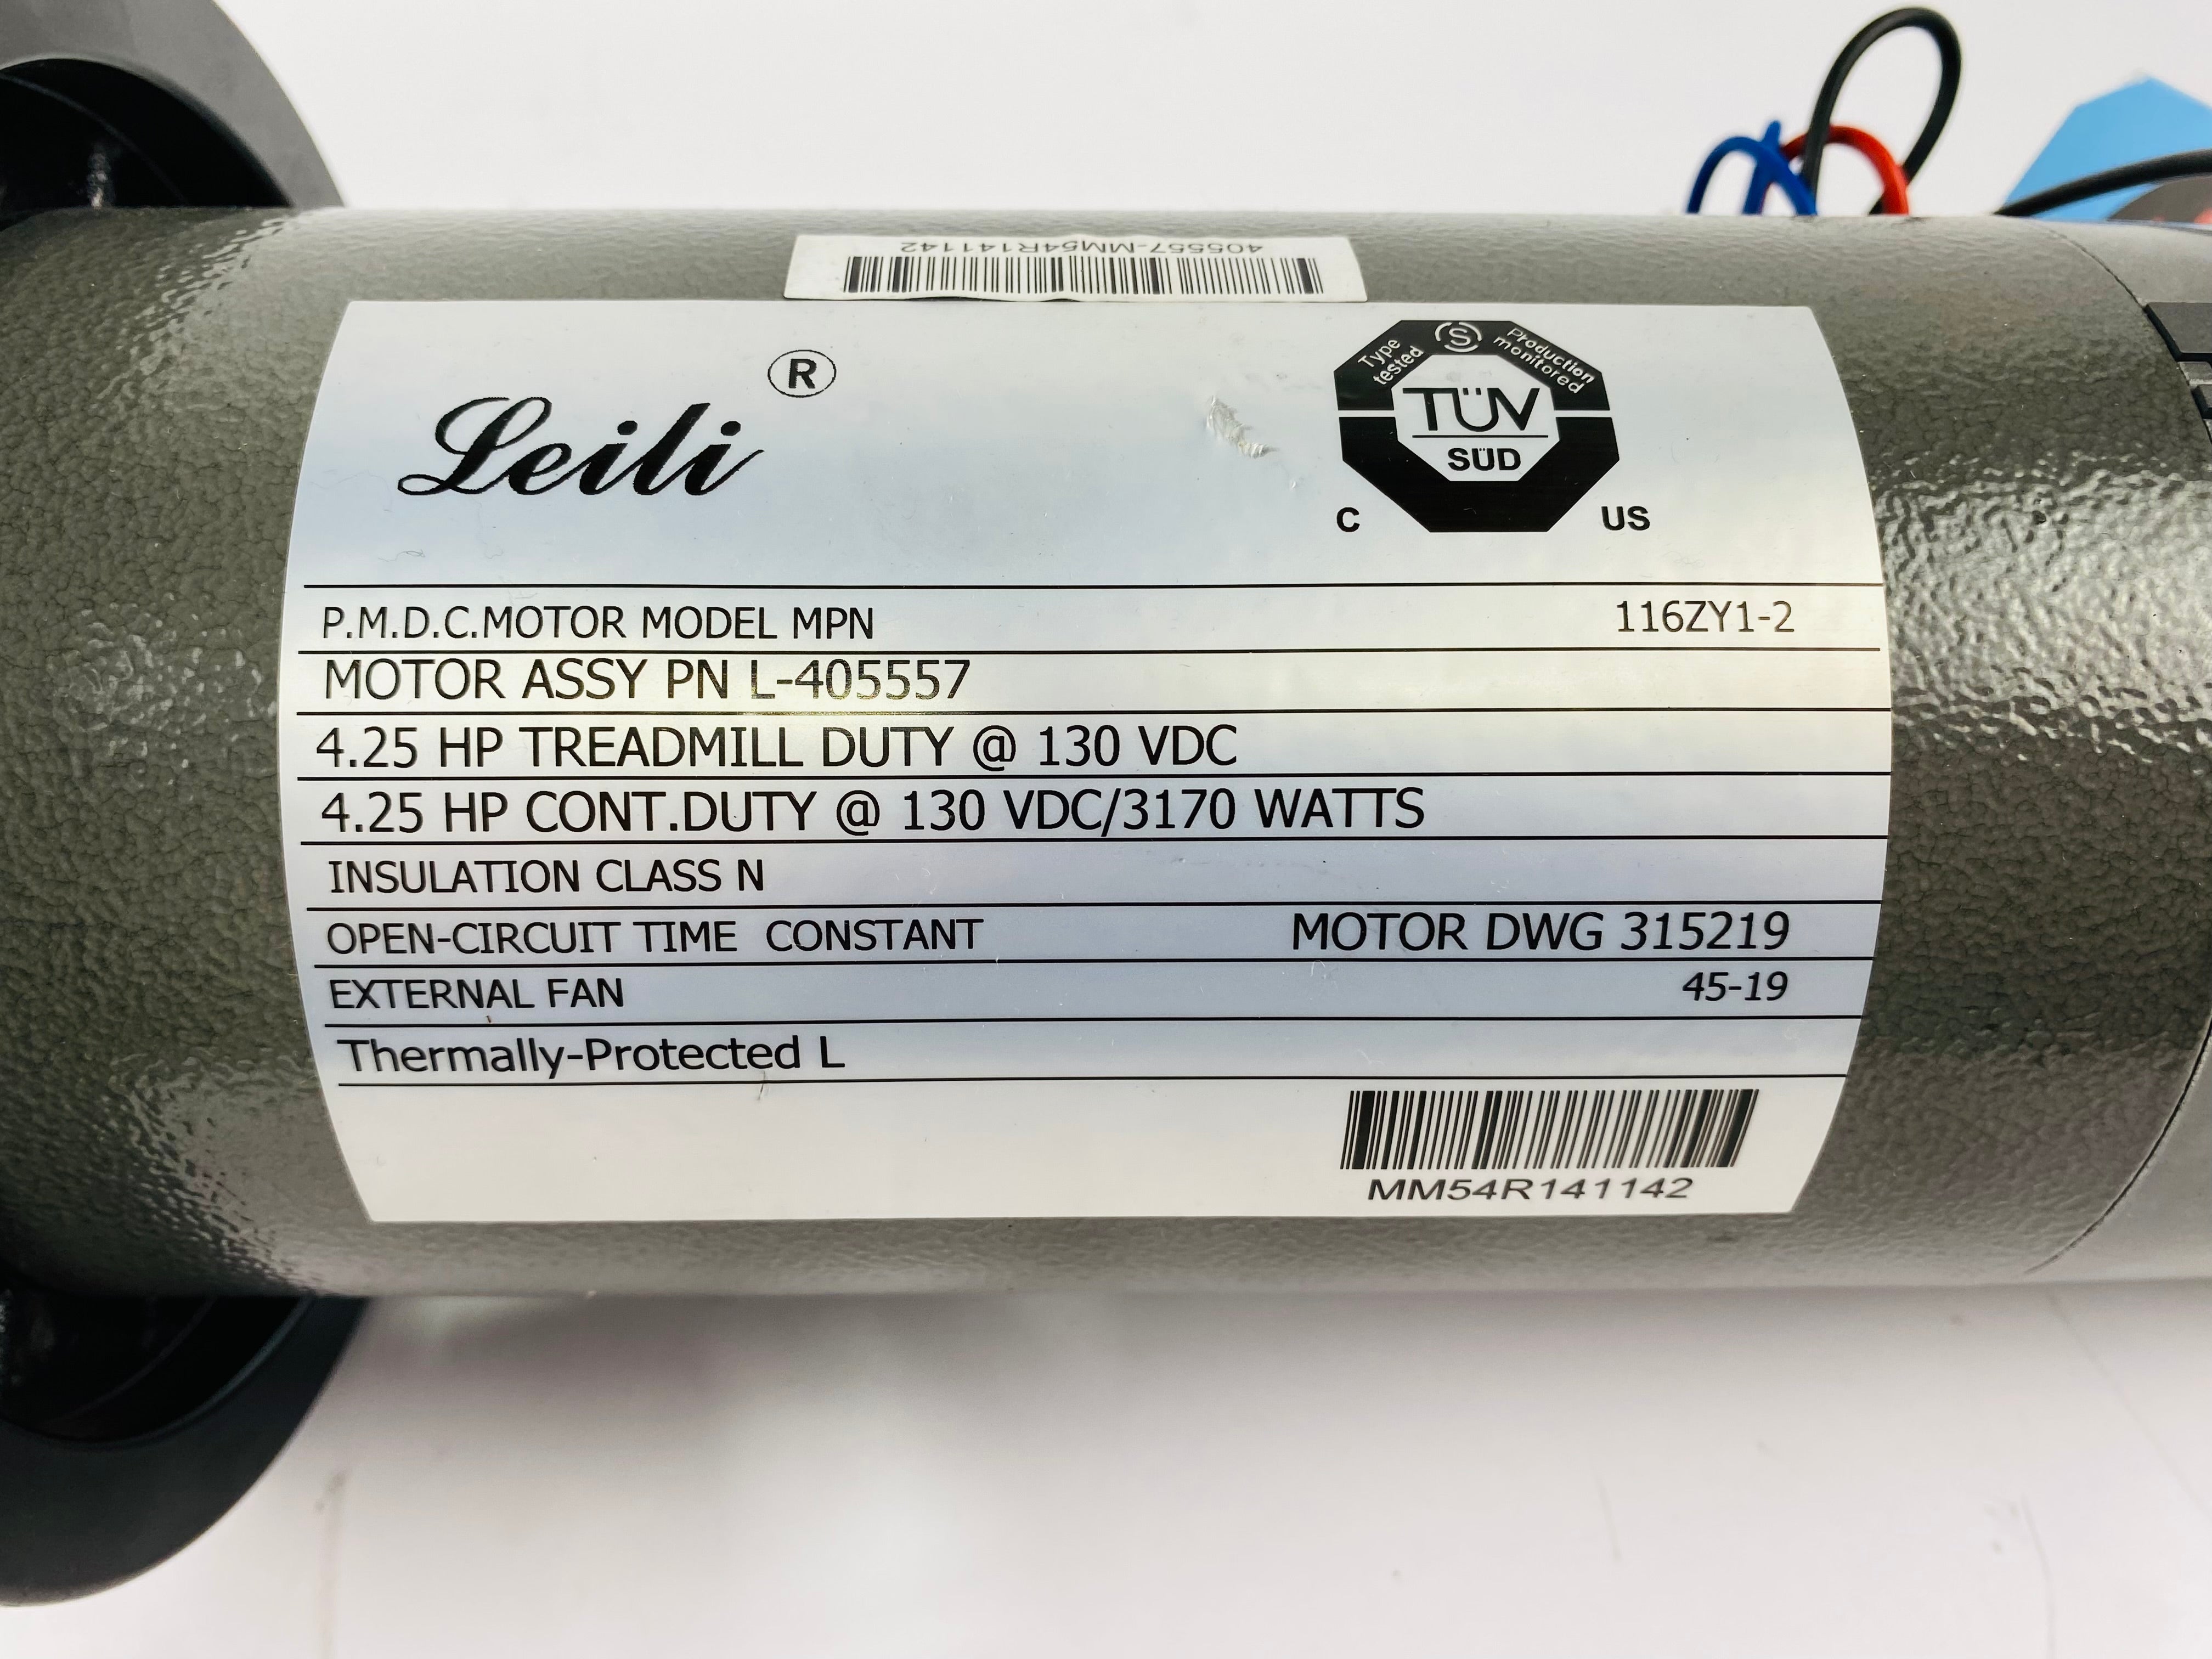 405557-MM54R141142
Leili ®
Type tested
S
Production monitored
TÜV
SÜD
C US
P.M.D.C.MOTOR MODEL MPN 116ZY1-2
MOTOR ASSY PN L-405557
4.25 HP TREADMILL DUTY @ 130 VDC
4.25 HP CONT.DUTY @ 130 VDC/3170 WATTS
INSULATION CLASS N
OPEN-CIRCUIT TIME CONSTANT MOTOR DWG 315219
EXTERNAL FAN 45-19
Thermally-Protected L
MM54R141142